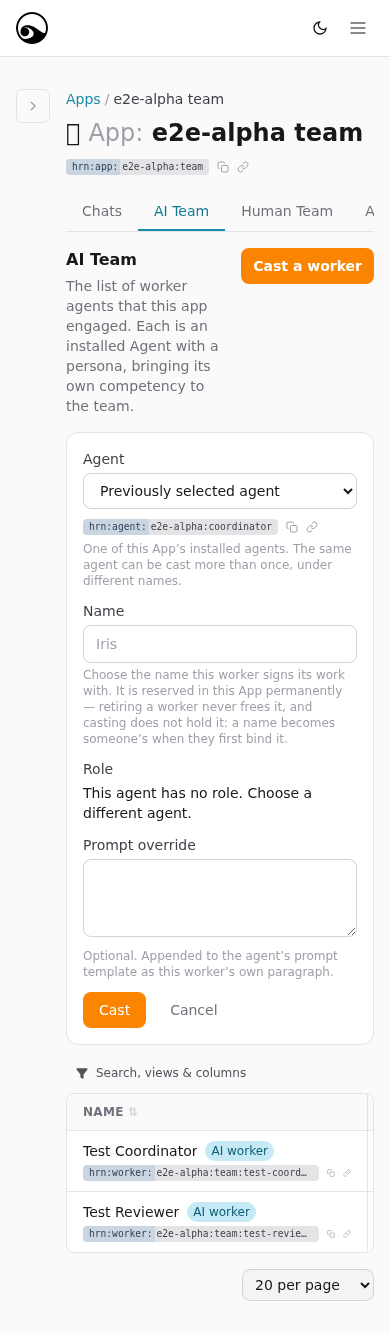 Apps / e2e-alpha team
App: e2e-alpha team
hrn:app: e2e-alpha:team
Chats AI Team Human Team A
AI Team
Cast a worker
The list of worker
agents that this app
engaged. Each is an
installed Agent with a
persona, bringing its
own competency to
the team.
Agent
Previously selected agent
hrn:agent: e2e-alpha:coordinator
One of this App’s installed agents. The same
agent can be cast more than once, under
different names.
Name
Iris
Choose the name this worker signs its work
with. It is reserved in this App permanently
— retiring a worker never frees it, and
casting does not hold it: a name becomes
someone’s when they first bind it.
Role
This agent has no role. Choose a
different agent.
Prompt override
Optional. Appended to the agent’s prompt
template as this worker’s own paragraph.
Cast Cancel
Search, views & columns
NAME
Test Coordinator AI worker
hrn:worker: e2e-alpha:team:test-coord…
Test Reviewer AI worker
hrn:worker: e2e-alpha:team:test-revie…
20 per page